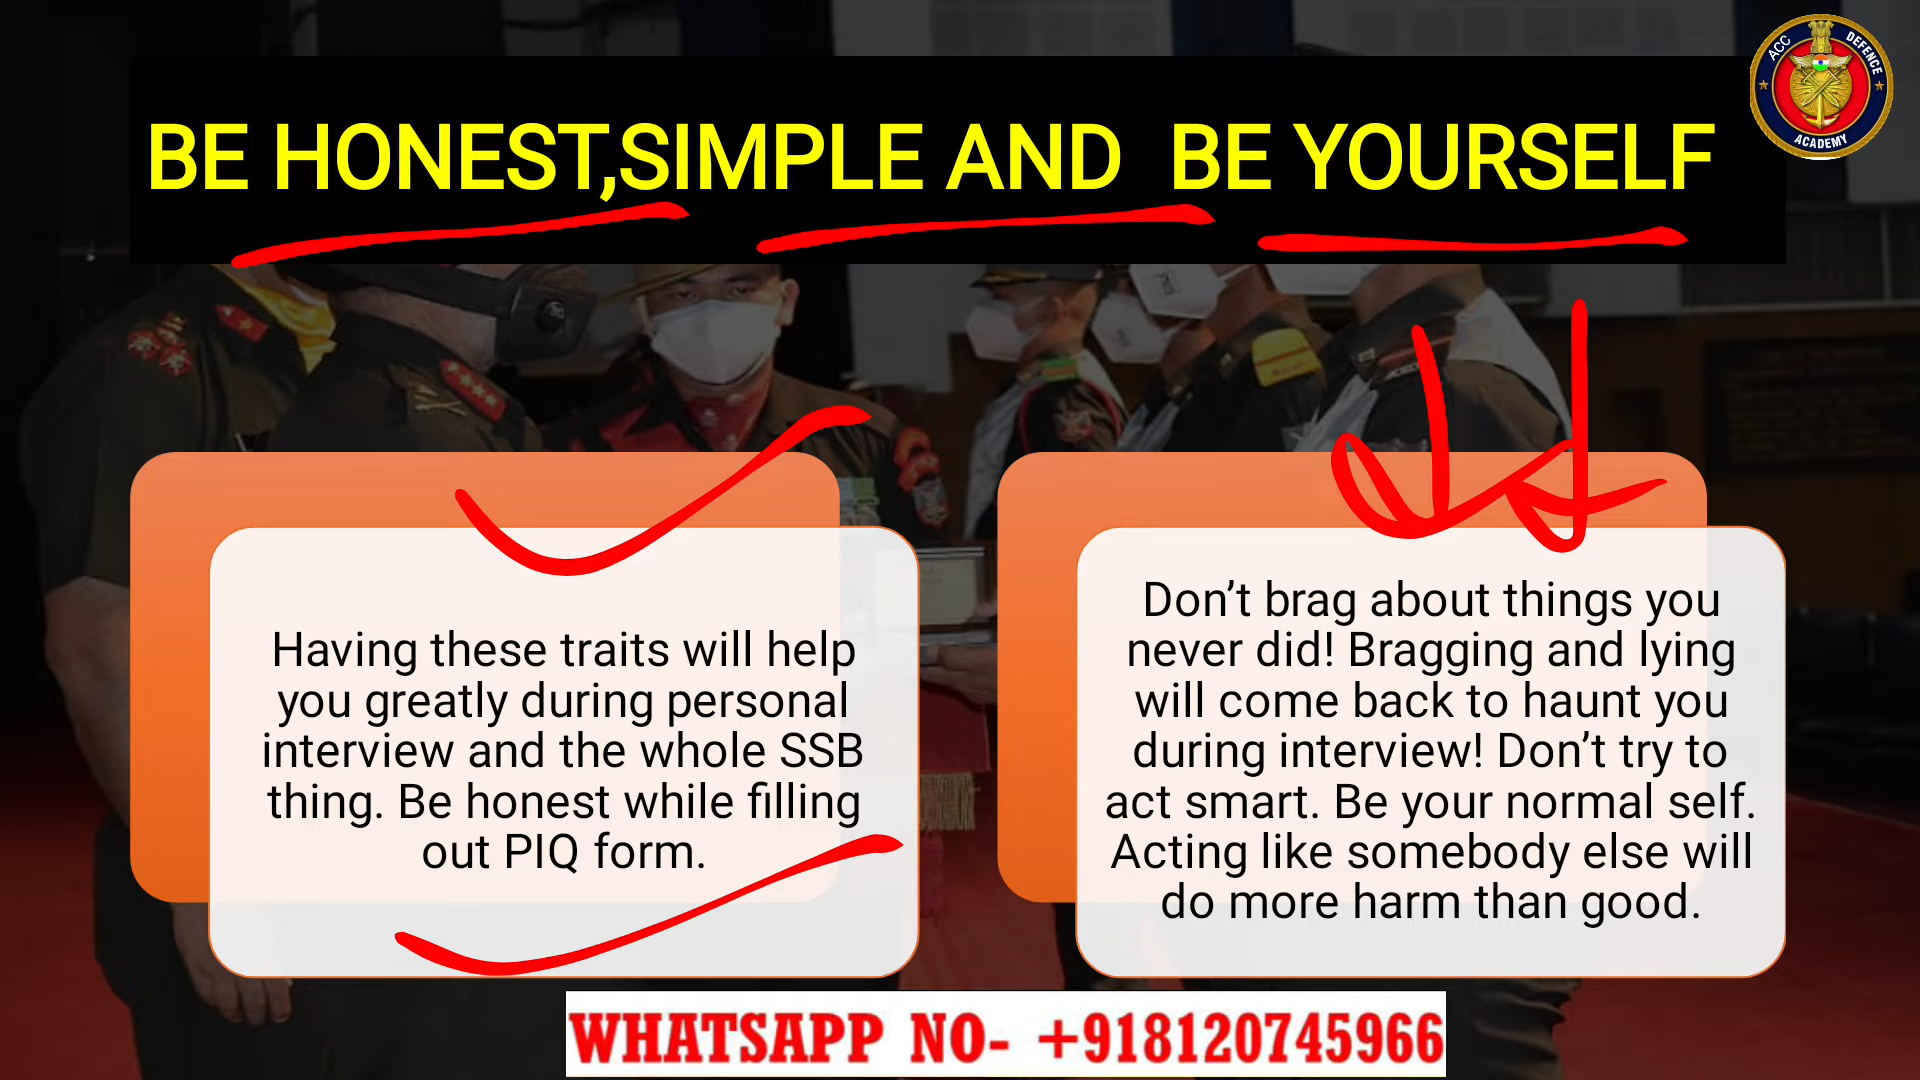 ACC DEFENCE
ACADEMY
BE HONEST,SIMPLE AND BE YOURSELF
Having these traits will help
you greatly during personal
interview and the whole SSB
thing. Be honest while filling
out PIQ form.
Don’t brag about things you
never did! Bragging and lying
will come back to haunt you
during interview! Don’t try to
act smart. Be your normal self.
Acting like somebody else will
do more harm than good.
WHATSAPP NO- +918120745966